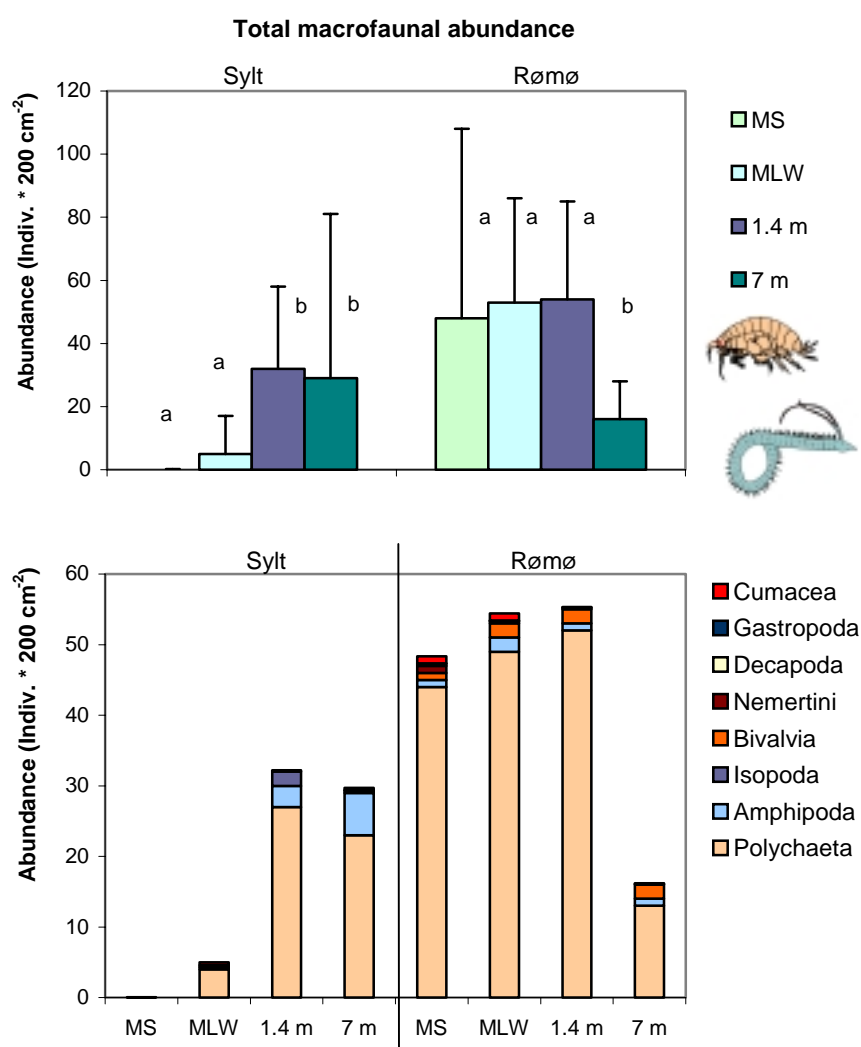 Total macrofaunal abundance
Sylt Rømø
Abundance (Indiv. * 200 cm-2)
120
100
80
60
40
20
0
a a b b a a a b
MS
MLW
1.4 m
7 m
Sylt Rømø
Abundance (Indiv. * 200 cm-2)
60
50
40
30
20
10
0
MS MLW 1.4 m 7 m MS MLW 1.4 m 7 m
Cumacea
Gastropoda
Decapoda
Nemertini
Bivalvia
Isopoda
Amphipoda
Polychaeta